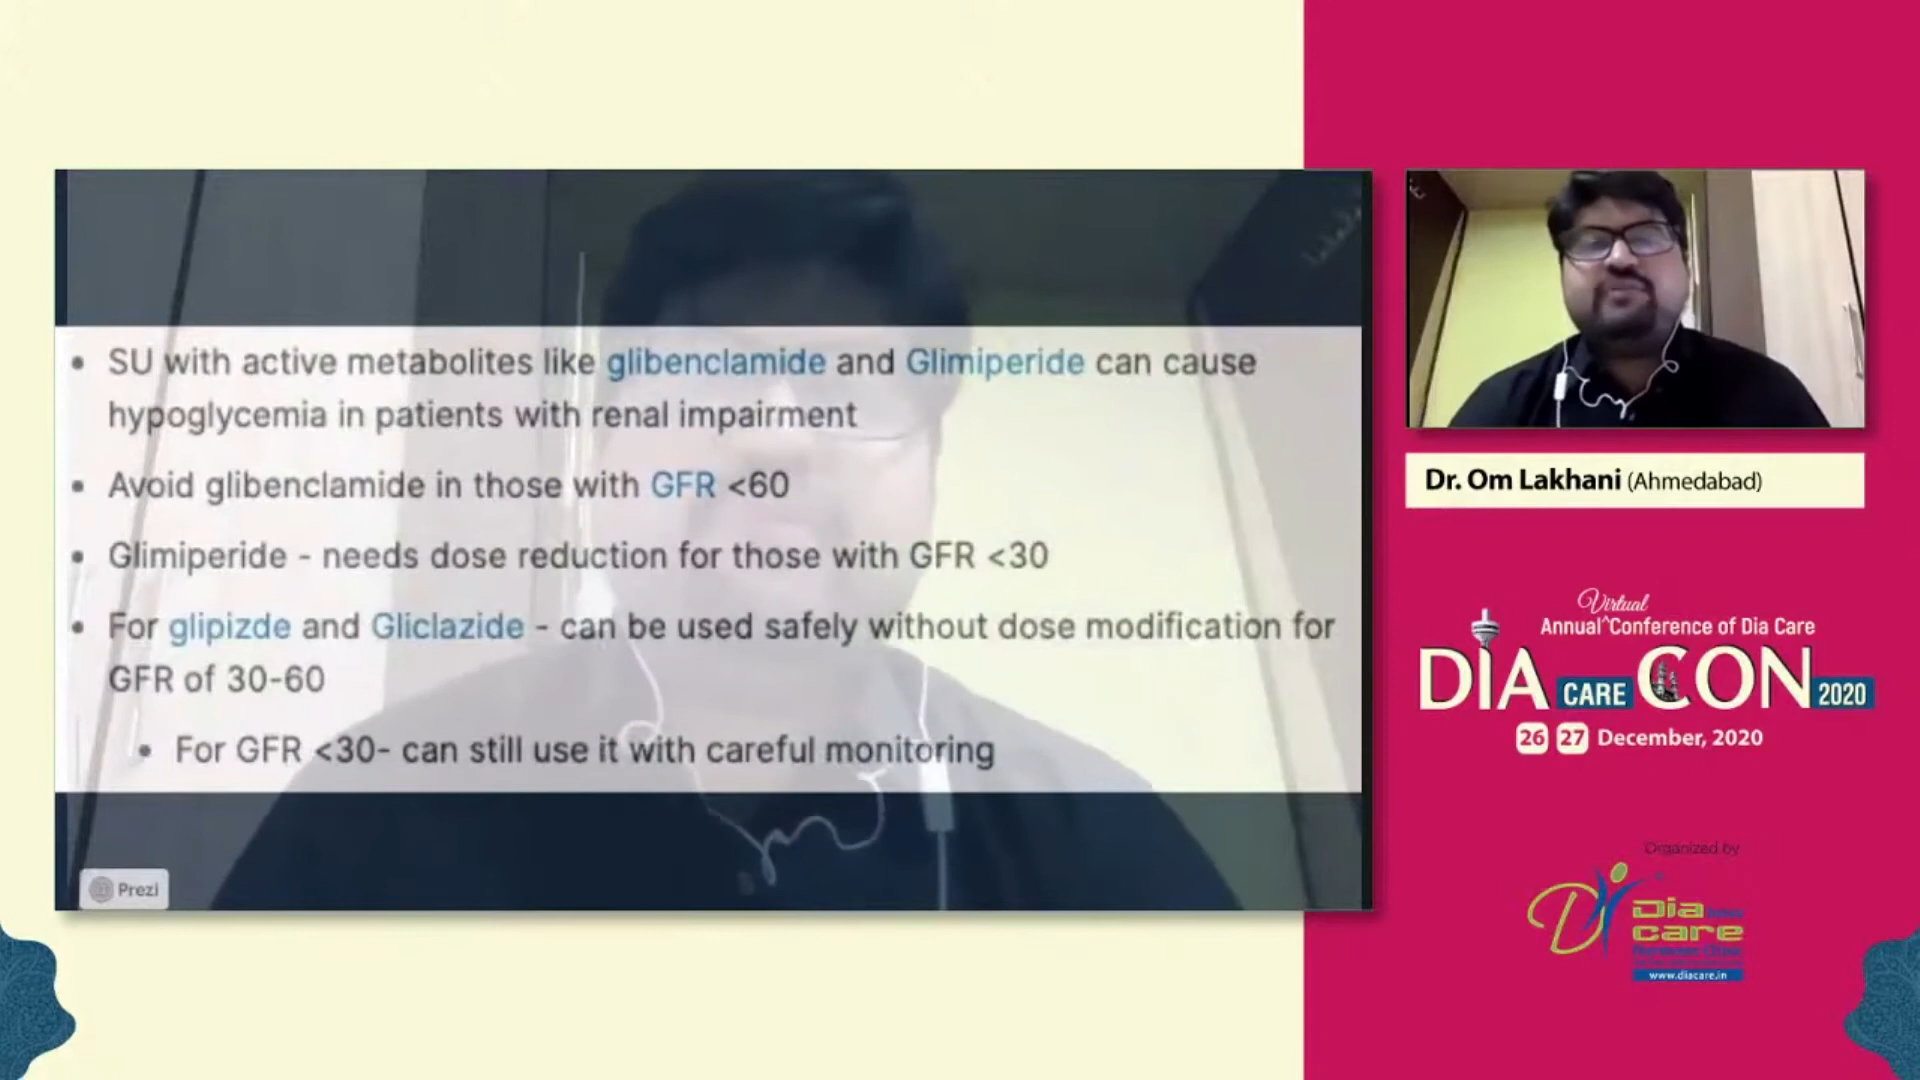 • SU with active metabolites like glibenclamide and Glimiperide can cause
hypoglycemia in patients with renal impairment
• Avoid glibenclamide in those with GFR <60
• Glimiperide - needs dose reduction for those with GFR <30
• For glipizde and Gliclazide - can be used safely without dose modification for
GFR of 30-60
• For GFR <30- can still use it with careful monitoring
Prezi
Dr. Om Lakhani (Ahmedabad)
Virtual
Annual^Conference of Dia Care
DIA CARE CON 2020
26 27 December, 2020
Organized by
Dia
care
www.diacare.in